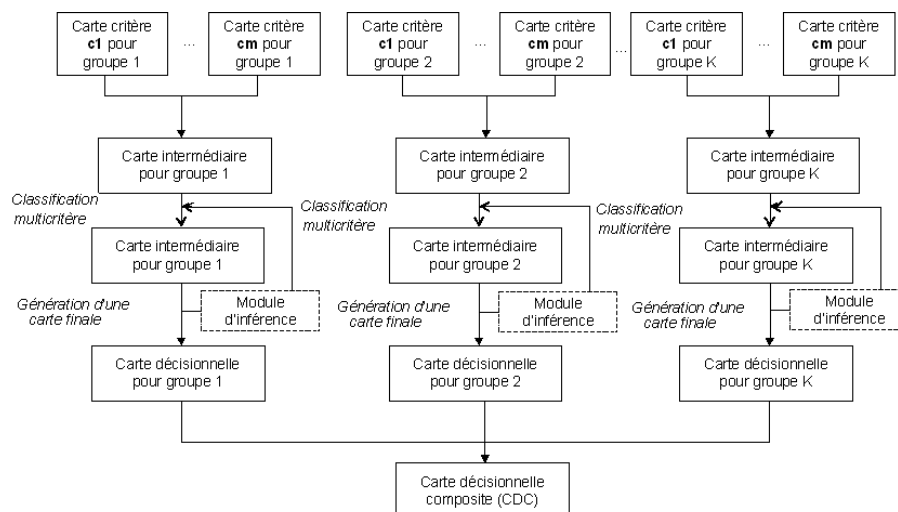 Carte critère
c1 pour
groupe 1
...
Carte critère
cm pour
groupe 1
Carte critère
c1 pour
groupe 2
...
Carte critère
cm pour
groupe 2
...
Carte critère
c1 pour
groupe K
...
Carte critère
cm pour
groupe K
Carte intermédiaire
pour groupe 1
Carte intermédiaire
pour groupe 2
Carte intermédiaire
pour groupe K
Classification
multicritère
Classification
multicritère
Classification
multicritère
Carte intermédiaire
pour groupe 1
Carte intermédiaire
pour groupe 2
Carte intermédiaire
pour groupe K
Génération d'une
carte finale
Module
d'inférence
Génération d'une
carte finale
Module
d'inférence
Génération d'une
carte finale
Module
d'inférence
Carte décisionnelle
pour groupe 1
Carte décisionnelle
pour groupe 2
Carte décisionnelle
pour groupe K
Carte décisionnelle
composite (CDC)